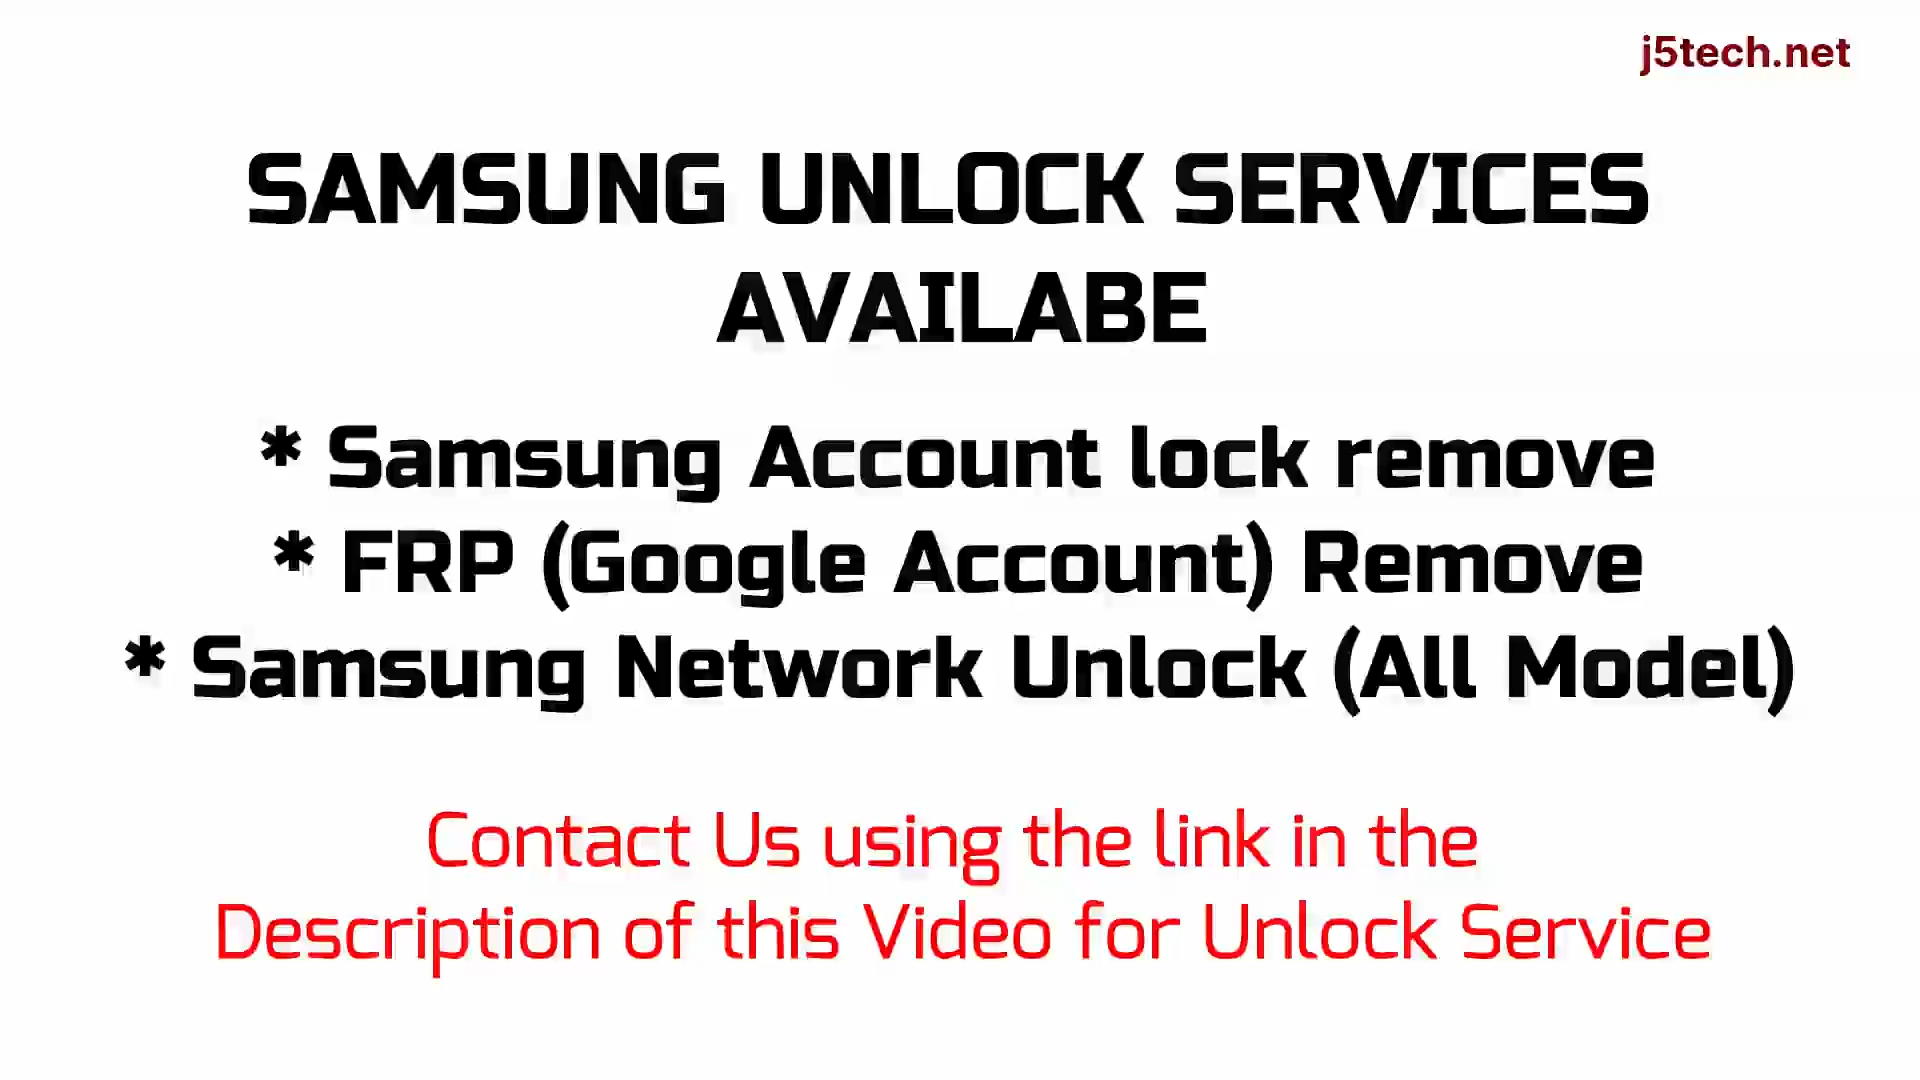 j5tech.net
SAMSUNG UNLOCK SERVICES
AVAILABE
* Samsung Account lock remove
* FRP (Google Account) Remove
* Samsung Network Unlock (All Model)
Contact Us using the link in the
Description of this Video for Unlock Service